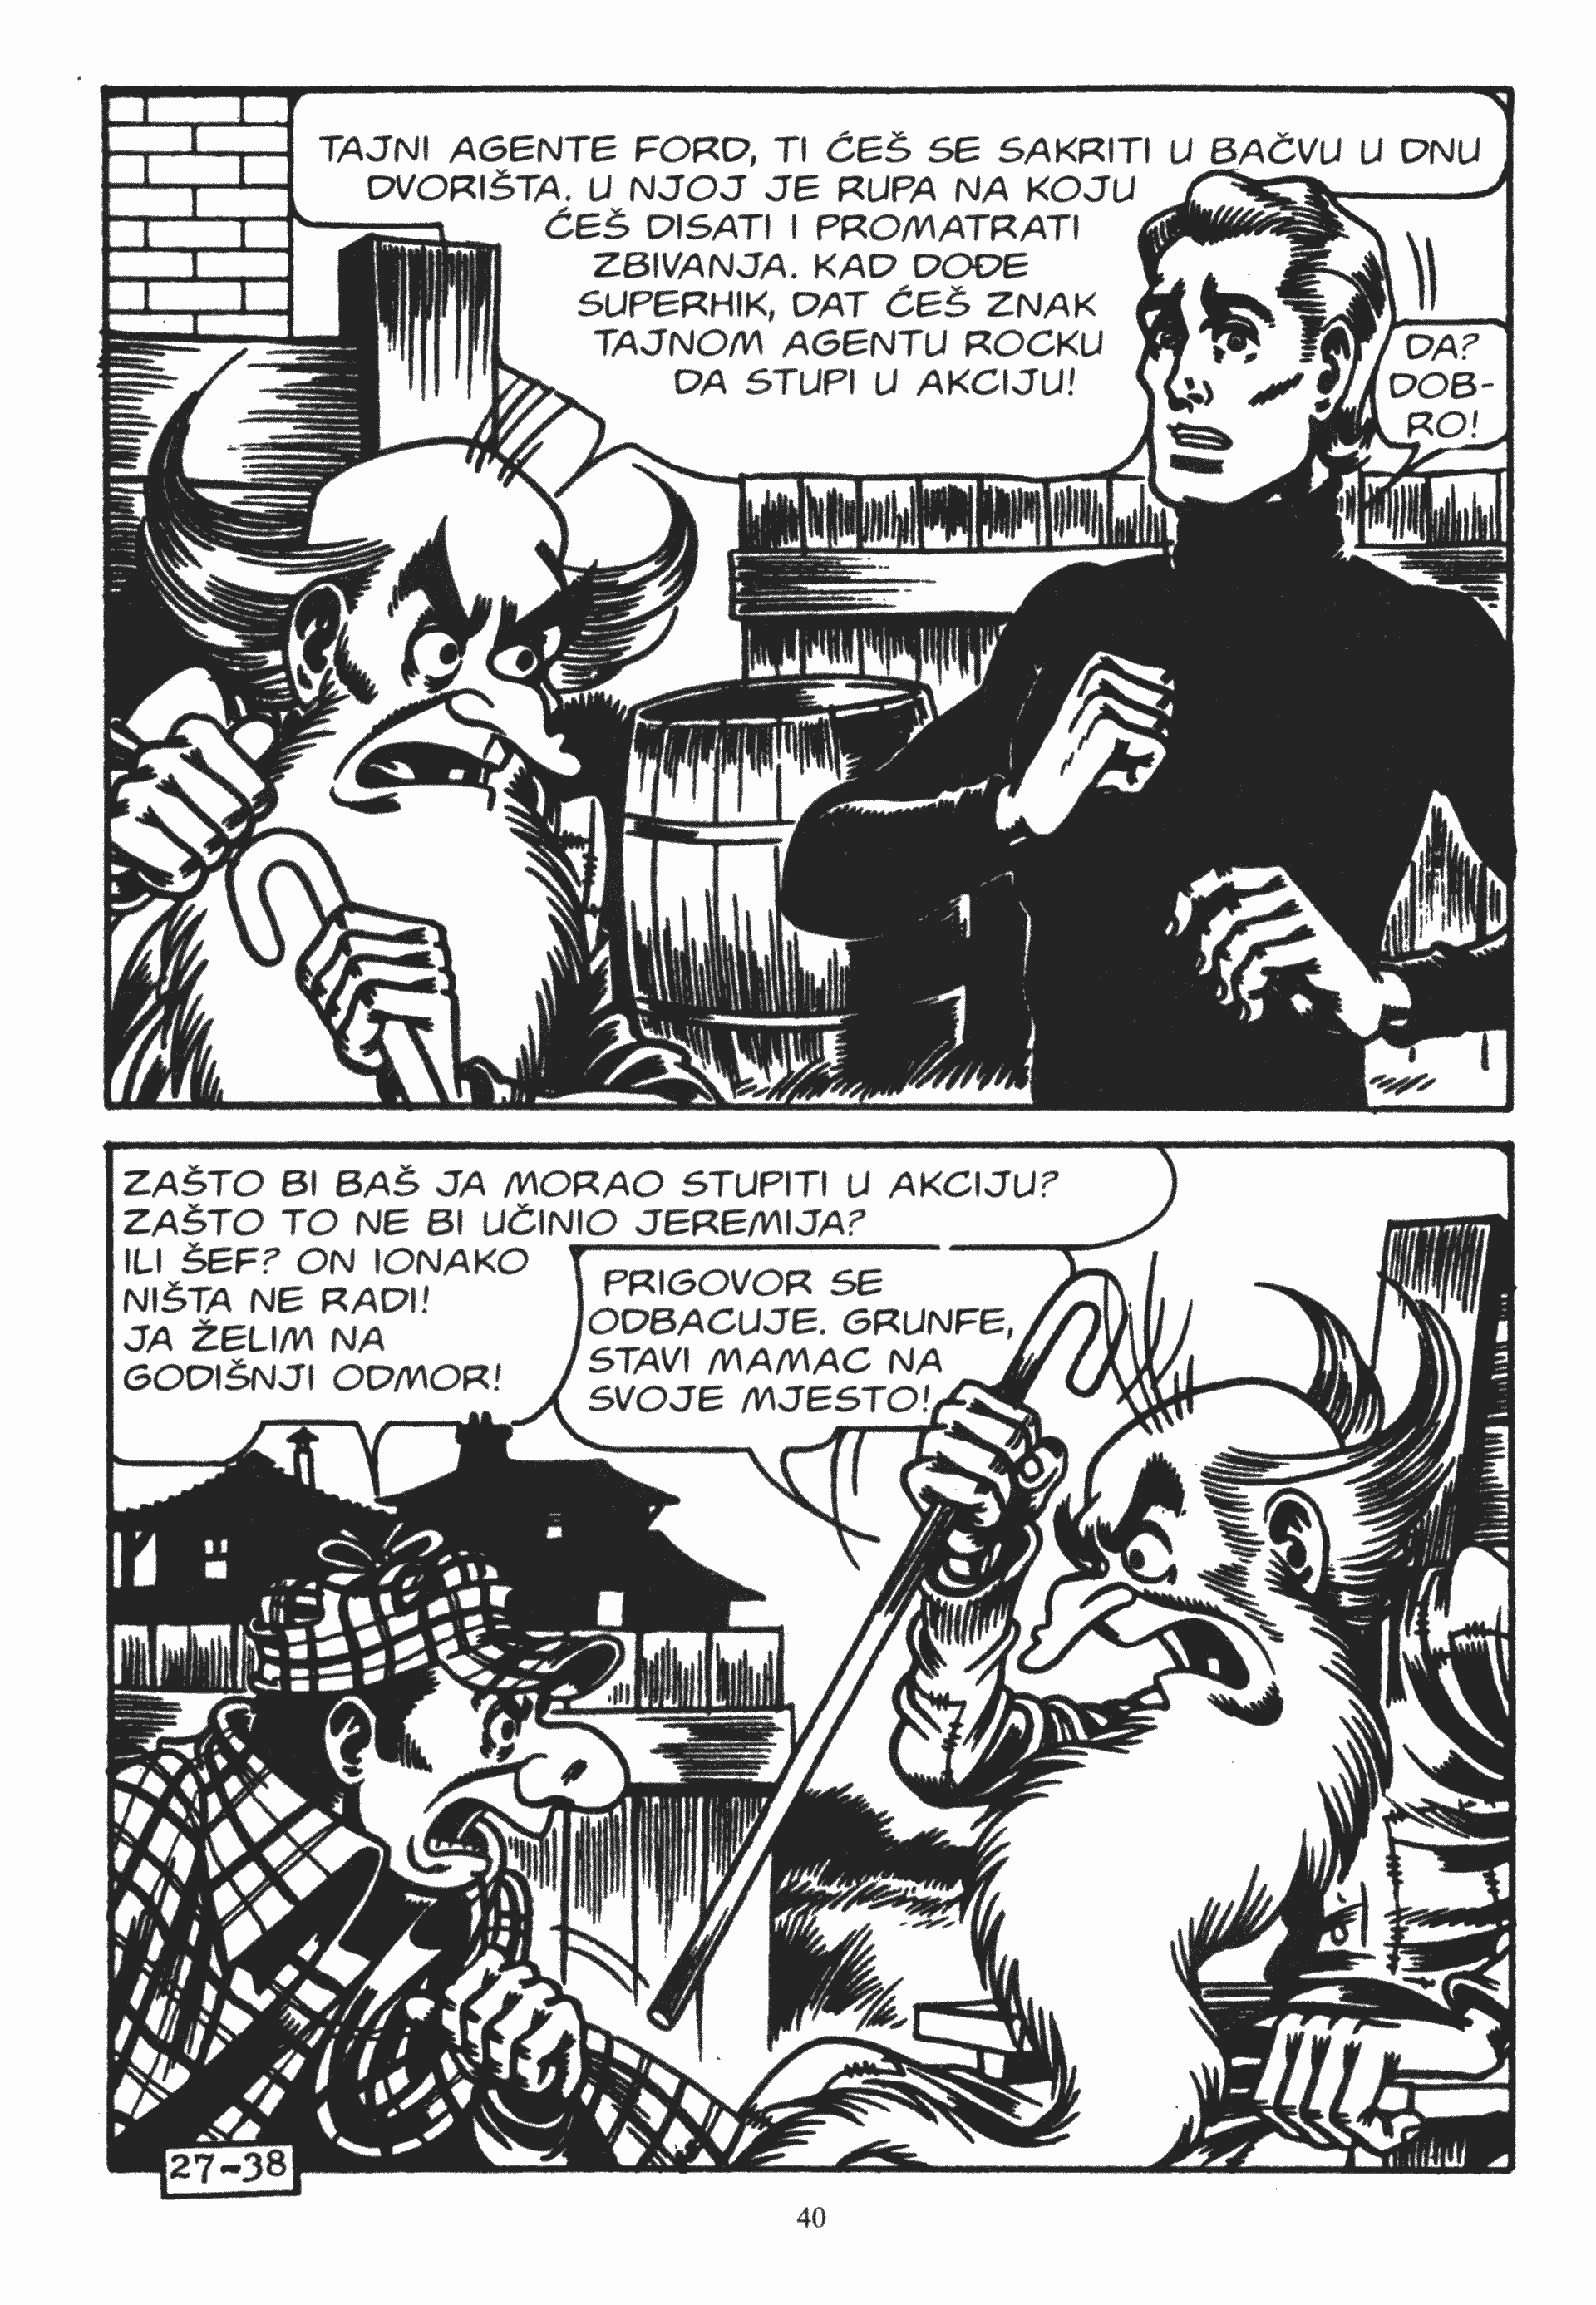 TAJNI AGENTE FORD, TI ĆEŠ SE SAKRITI U BAČVU U DNU
DVORIŠTA. U NJOJ JE RUPA NA KOJU
ĆEŠ DISATI I PROMATRATI
ZBIVANJA. KAD DOĐE
SUPERHIK, DAT ĆEŠ ZNAK
TAJNOM AGENTU ROCKU
DA STUPI U AKCIJU!
DA?
DOB-
RO!
ZAŠTO BI BAŠ JA MORAO STUPITI U AKCIJU?
ZAŠTO TO NE BI UČINIO JEREMIJA?
ILI ŠEF? ON IONAKO
NIŠTA NE RADI!
JA ŽELIM NA
GODIŠNJI ODMOR!
PRIGOVOR SE
ODBACUJE. GRUNFE,
STAVI MAMAC NA
SVOJE MJESTO!
27-38
40